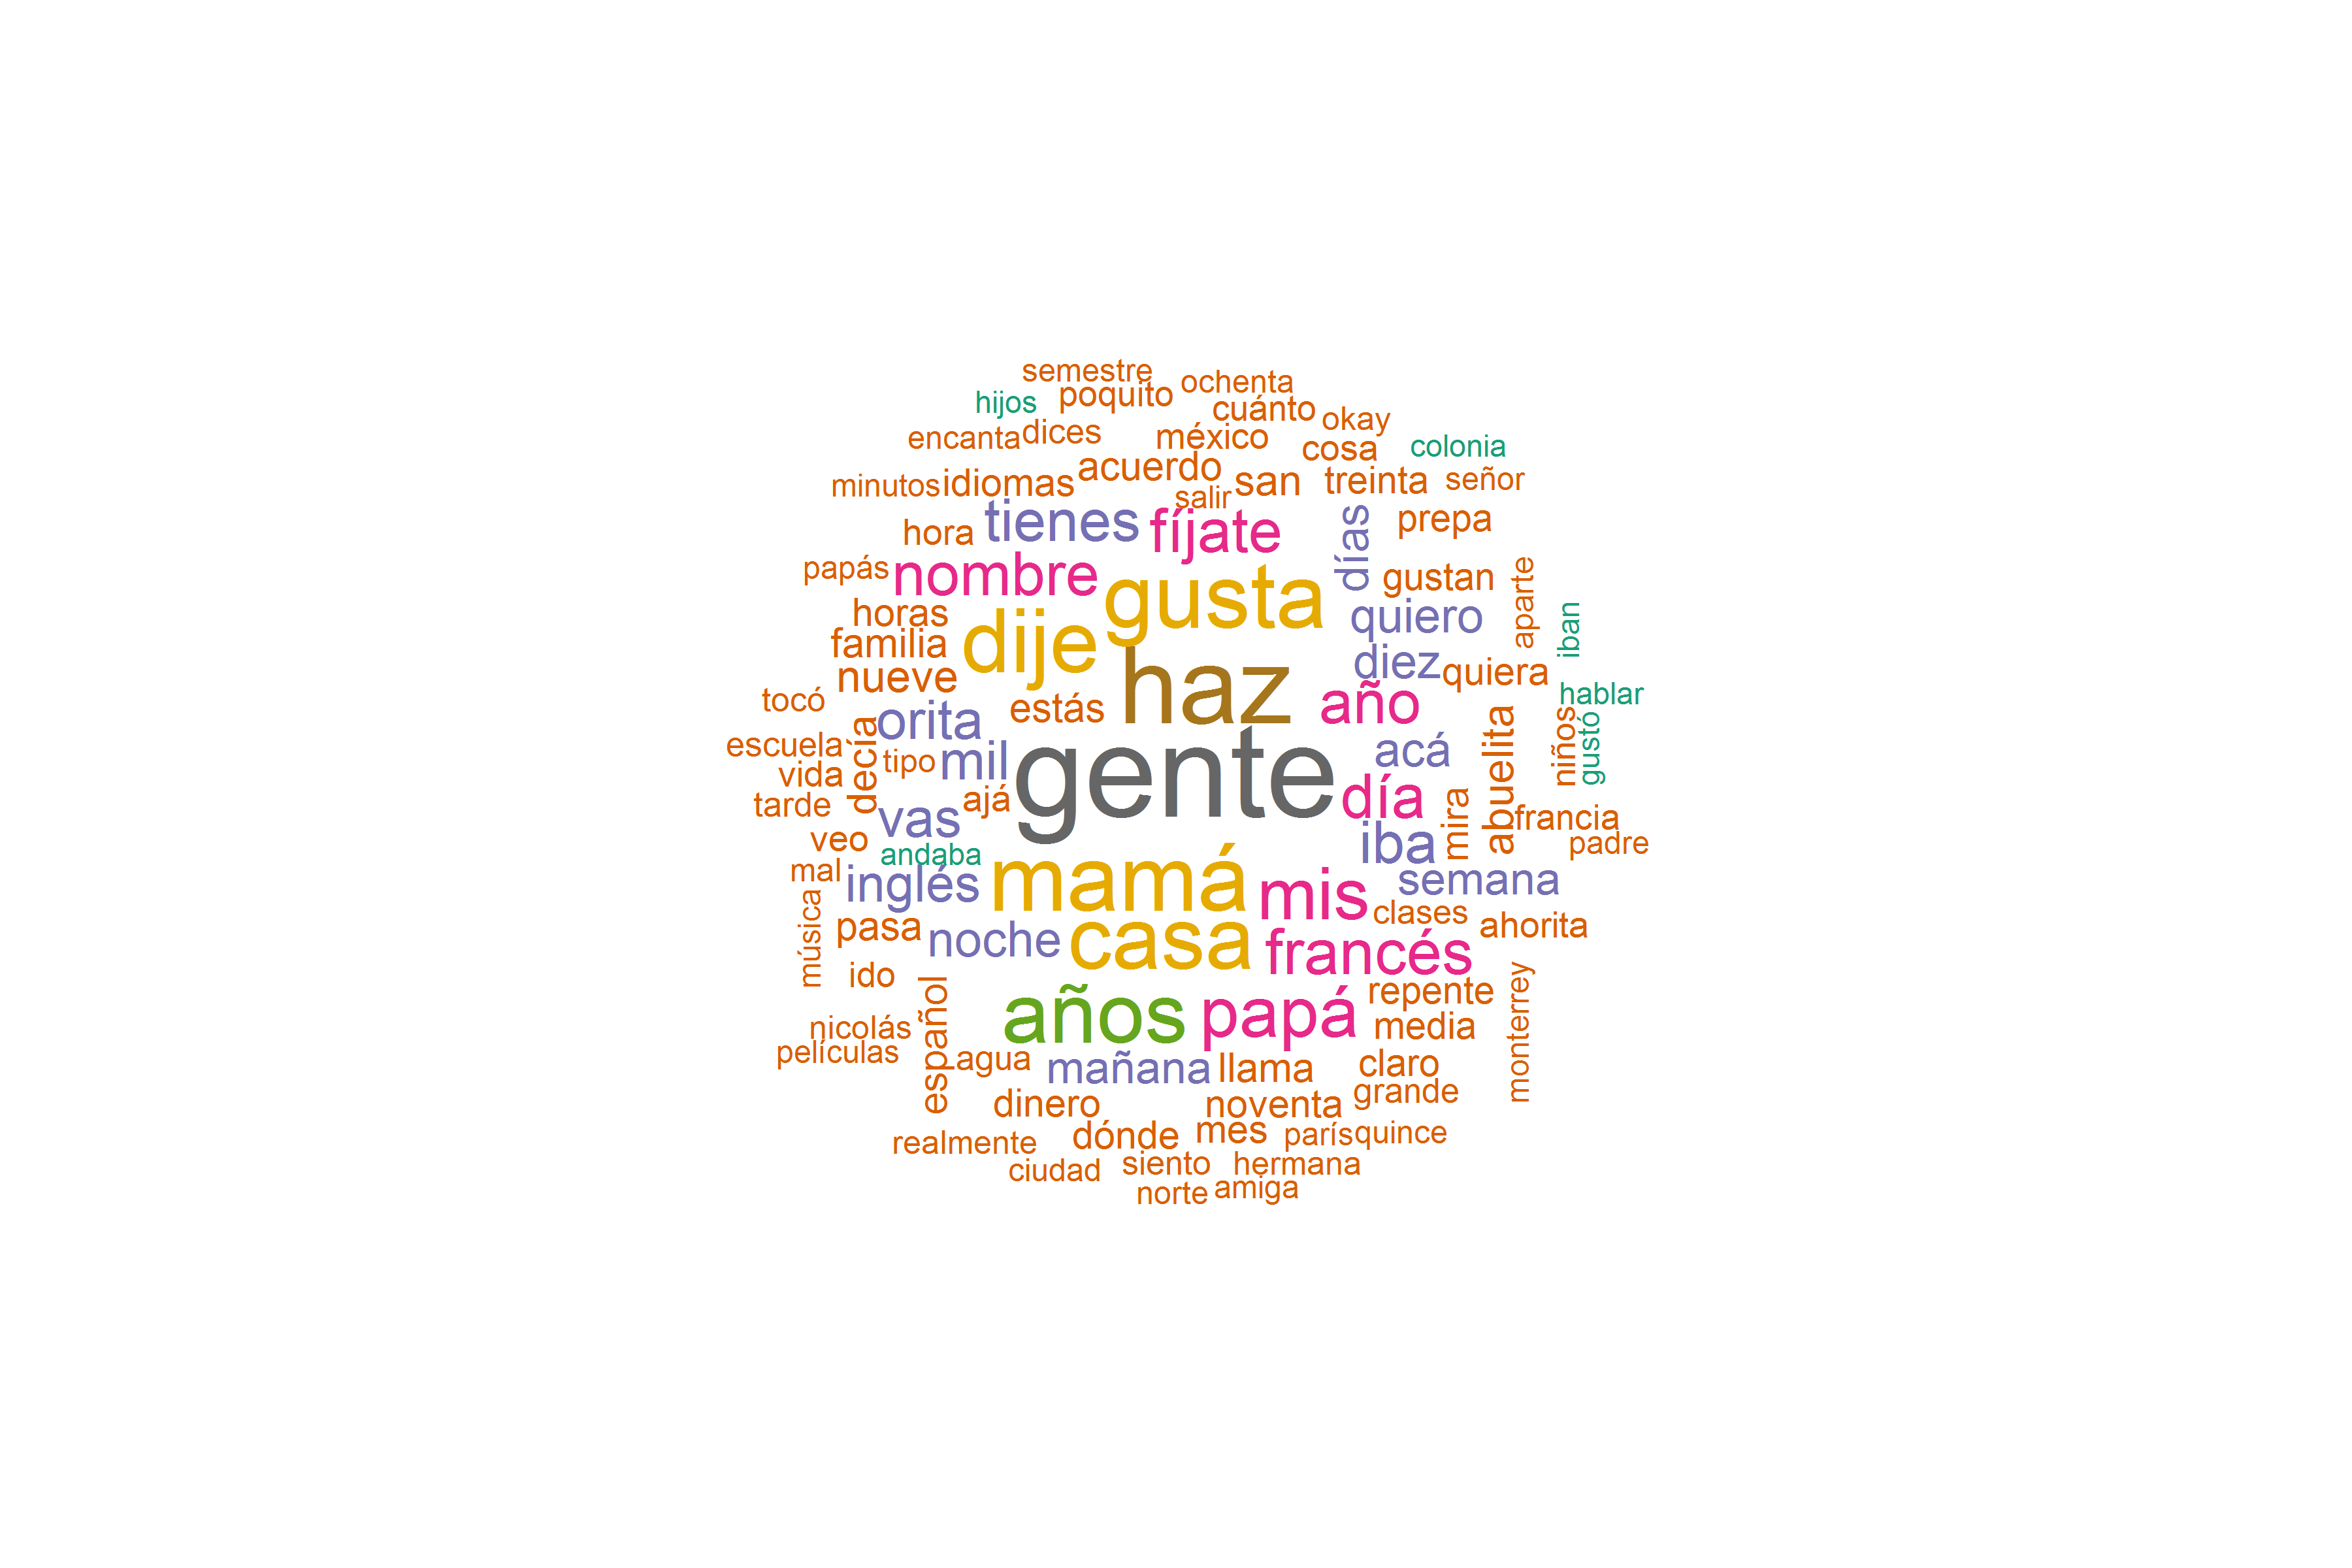 semestre
ochenta
hijos
poquito
cuánto
okay
encanta
dices
méxico
cosa
colonia
minutos
idiomas
acuerdo
salir
san
treinta
señor
hora
tienes
fíjate
días
prepa
papás
nombre
gusta
gustan
aparte
horas
familia
dije
quiero
iban
nueve
haz
diez
quiera
tocó
orita
estás
año
hablar
escuela
decía
tipo
mil
gente
acá
abuelita
niños
gustó
vida
tarde
vas
ajá
día
mira
francia
veo
andaba
iba
padre
mal
inglés
mamá
mis
semana
música
pasa
noche
casa
francés
clases
ahorita
ido
español
años
papá
repente
monterrey
nicolás
media
películas
agua
mañana
llama
claro
grande
dinero
noventa
realmente
dónde
mes
parís
quince
ciudad
siento
hermana
norte
amiga